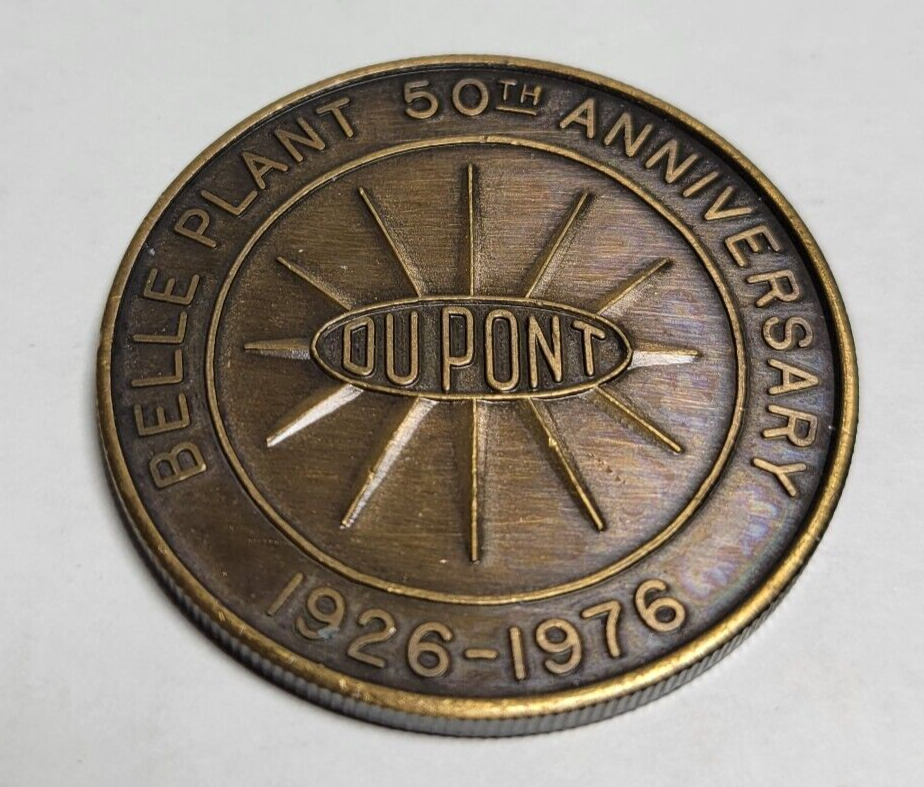 BELLE PLANT 50TH ANNIVERSARY
DU PONT
1926-1976